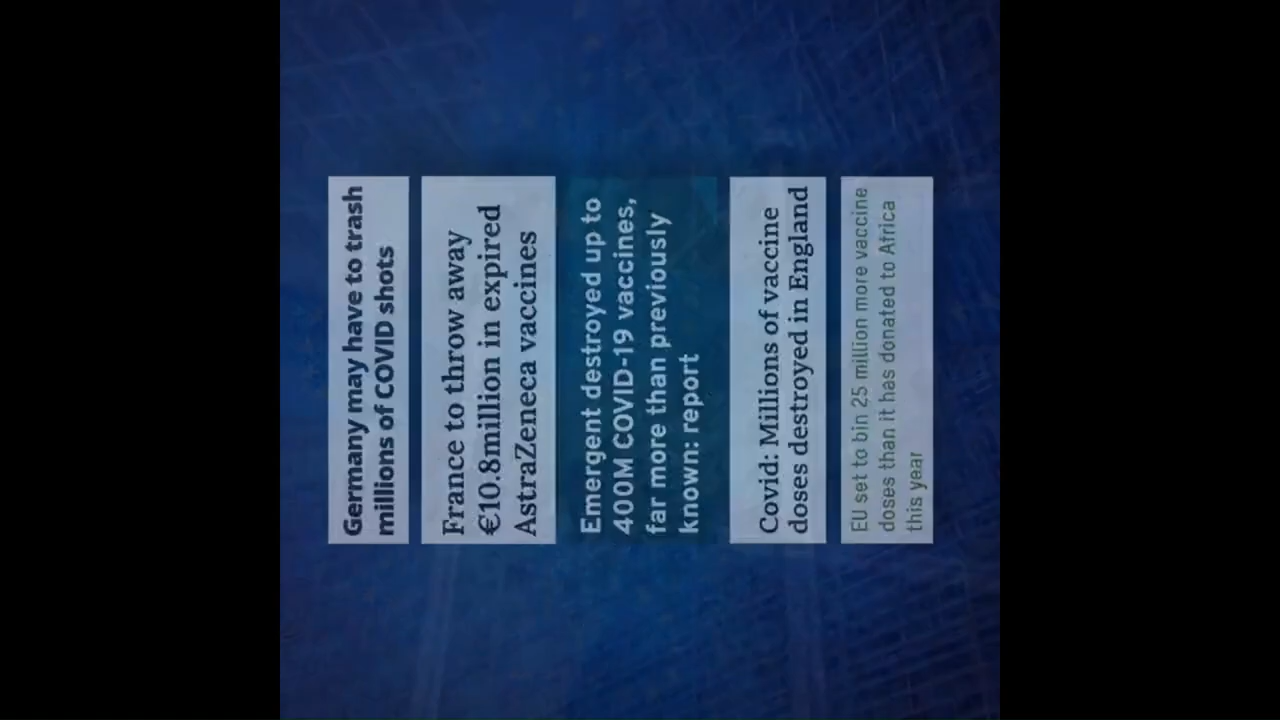 Germany may have to trash
millions of COVID shots
France to throw away
€10.8million in expired
AstraZeneca vaccines
Emergent destroyed up to
400M COVID-19 vaccines,
far more than previously
known: report
Covid: Millions of vaccine
doses destroyed in England
EU set to bin 25 million more vaccine
doses than it has donated to Africa
this year